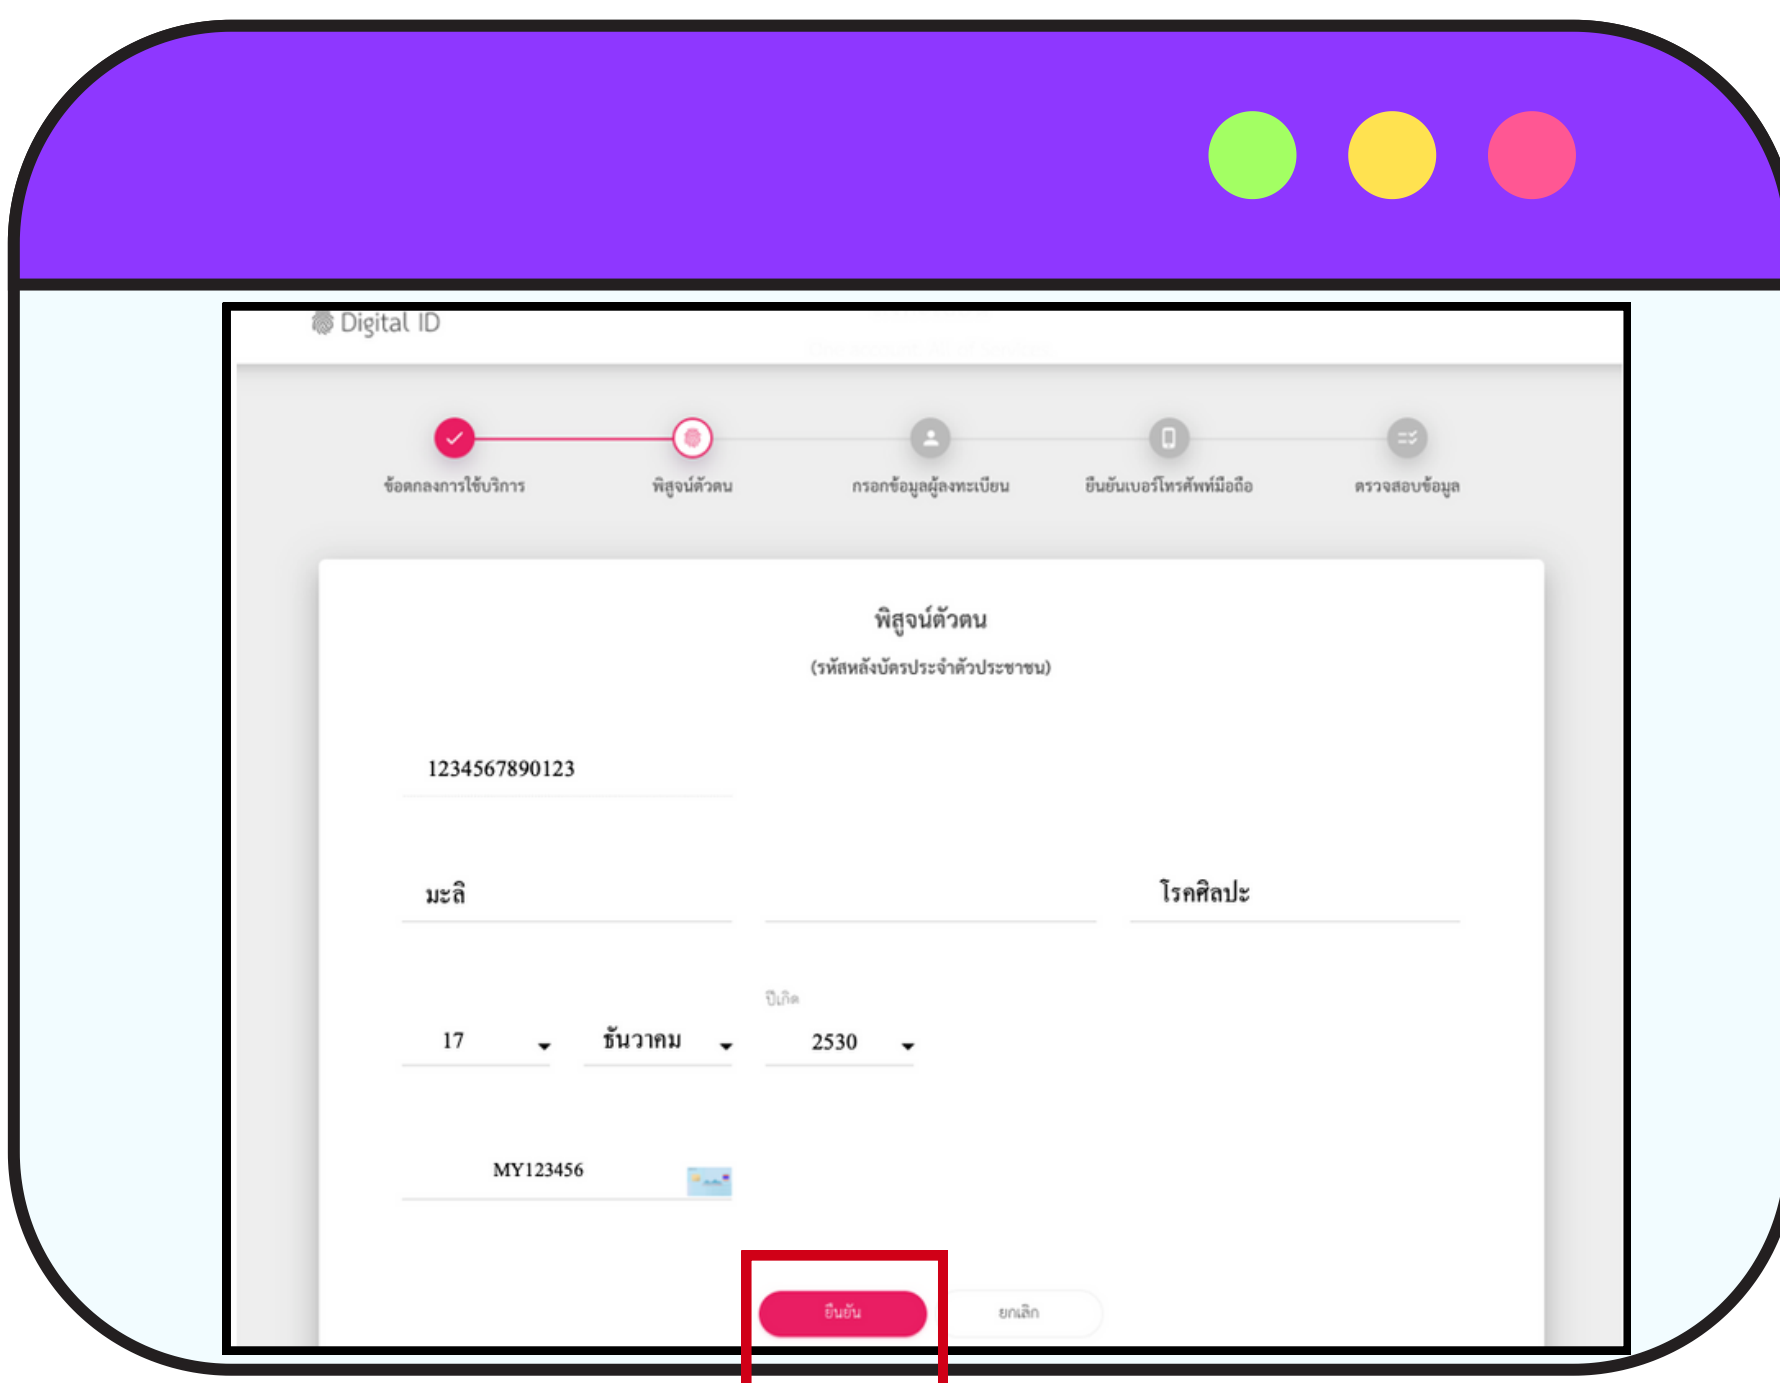 Digital ID
ข้อตกลงการใช้บริการ
พิสูจน์ตัวตน
กรอกข้อมูลผู้ลงทะเบียน
ยืนยันเบอร์โทรศัพท์มือถือ
ตรวจสอบข้อมูล
พิสูจน์ตัวตน
(รหัสหลังบัตรประจำตัวประชาชน)
1234567890123
มะลิ
โรคศิลปะ
ปีเกิด
17 ธันวาคม 2530
MY123456
ยืนยัน ยกเลิก